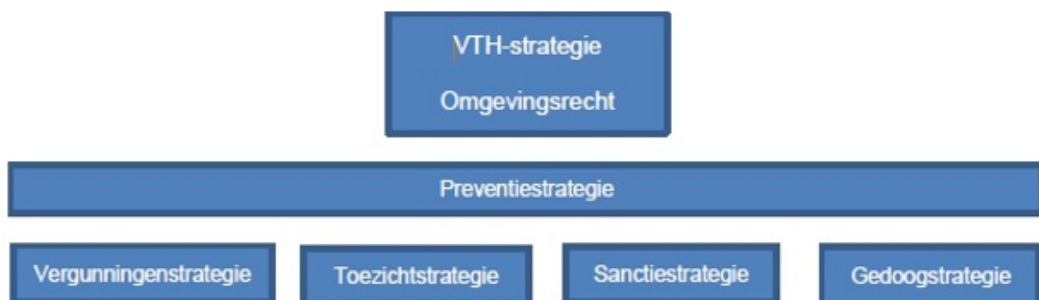 VTH-strategie
Omgevingsrecht
Preventiestrategie
Vergunningenstrategie
Toezichtstrategie
Sanctiestrategie
Gedoogstrategie